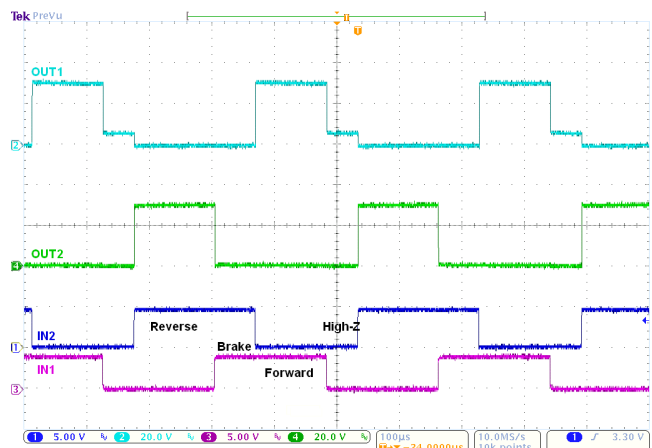 Tek PreVu
T
OUT1
2
OUT2
4
IN2
Reverse
High-Z
1
Brake
IN1
Forward
3
1 5.00 V 2 20.0 V 3 5.00 V 4 20.0 V
100µs
10.0MS/s
1 3.30 V
10k points